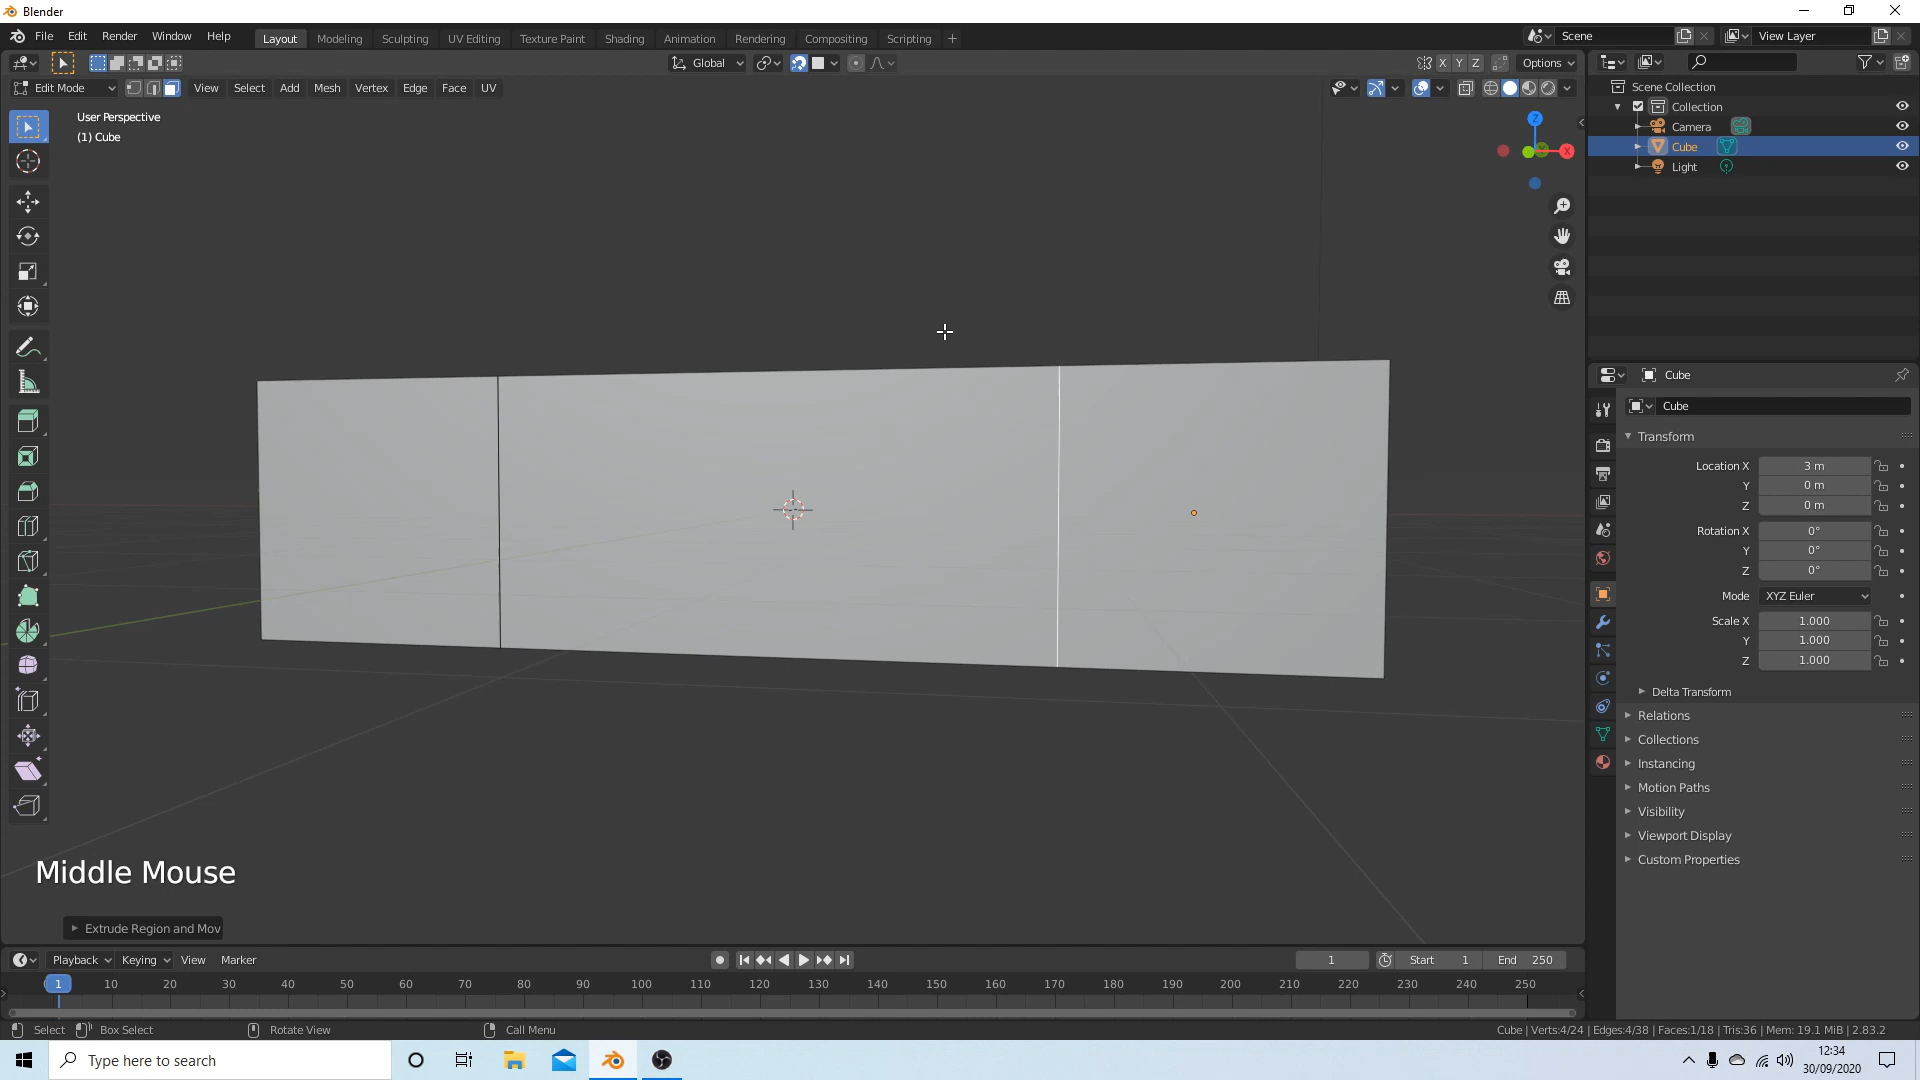 Blender
File Edit Render Window Help
Layout Modeling Sculpting UV Editing Texture Paint Shading Animation Rendering Compositing Scripting
Scene View Layer
Global X Y Z Options
Edit Mode View Select Add Mesh Vertex Edge Face UV
User Perspective
(1) Cube
Z
X
Scene Collection
Collection
Camera
Cube
Light
Cube
Cube
Transform
Location X 3 m
Y 0 m
Z 0 m
Rotation X 0°
Y 0°
Z 0°
Mode XYZ Euler
Scale X 1.000
Y 1.000
Z 1.000
Delta Transform
Relations
Collections
Instancing
Motion Paths
Visibility
Viewport Display
Custom Properties
Middle Mouse
Extrude Region and Mov
Playback Keying View Marker 1 Start 1 End 250
1 10 20 30 40 50 60 70 80 90 100 110 120 130 140 150 160 170 180 190 200 210 220 230 240 250
Select Box Select Rotate View Call Menu
Cube | Verts:4/24 | Edges:4/38 | Faces:1/18 | Tris:36 | Mem: 19.1 MiB | 2.83.2
Type here to search
12:34
30/09/2020